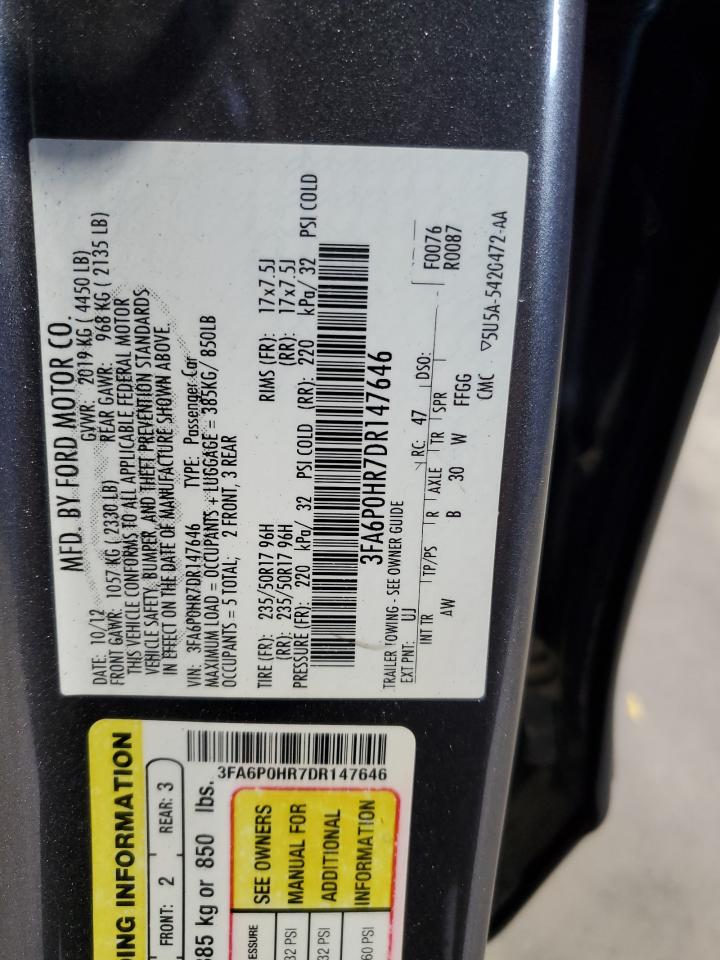 MFD. BY FORD MOTOR CO.
DATE: 10/12 GVWR: 2019 KG ( 4450 LB)
FRONT GAWR: 1057 KG ( 2330 LB) REAR GAWR: 968 KG ( 2135 LB)
THIS VEHICLE CONFORMS TO ALL APPLICABLE FEDERAL MOTOR
VEHICLE SAFETY, BUMPER, AND THEFT PREVENTION STANDARDS
IN EFFECT ON THE DATE OF MANUFACTURE SHOWN ABOVE.
VIN: 3FA6P0HR7DR147646 TYPE: Passenger Car
MAXIMUM LOAD = OCCUPANTS + LUGGAGE = 385KG/ 850LB
OCCUPANTS = 5 TOTAL, 2 FRONT, 3 REAR
TIRE (FR): 235/50R17 96H RIMS (FR): 17x7.5J
(RR): 235/50R17 96H (RR): 17x7.5J
PRESSURE (FR): 220 kPa/ 32 PSI COLD (RR): 220 kPa/ 32 PSI COLD
3FA6P0HR7DR147646
TRAILER TOWING - SEE OWNER GUIDE
EXT PNT: UJ RC: 47 DSO: F0076
R0087
INT TR TP/PS R AXLE TR SPR
AW B 30 W FFGG
CMC ▽5U5A-5420472-AA
3FA6P0HR7DR147646
DING INFORMATION
FRONT: 2 REAR: 3
385 kg or 850 lbs.
SEE OWNERS
MANUAL FOR
ADDITIONAL
INFORMATION
ESSURE
32 PSI
32 PSI
60 PSI